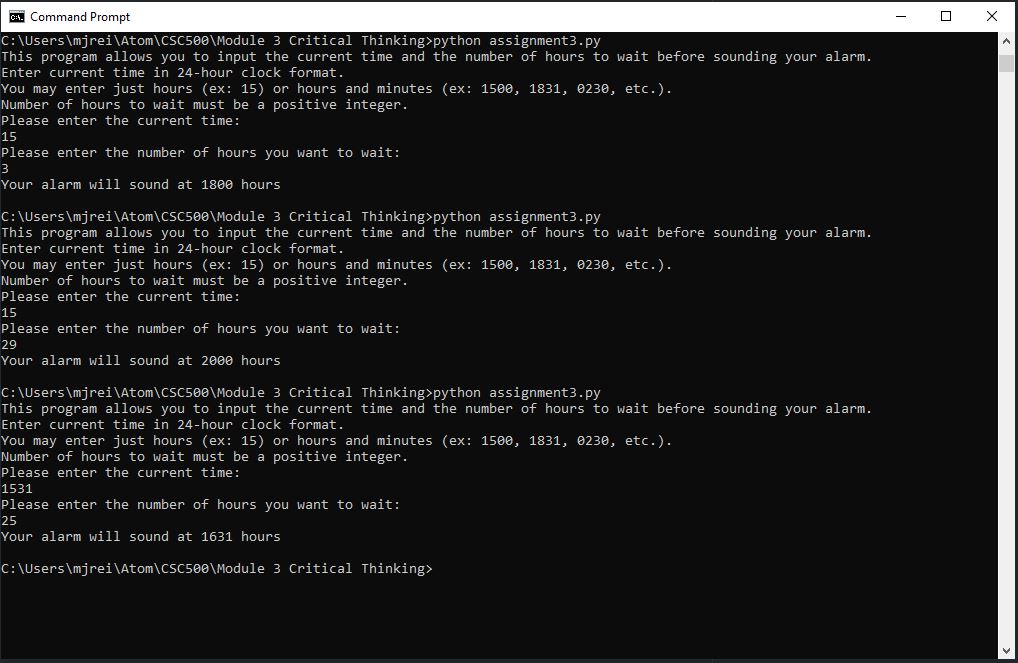 Command Prompt
C:\Users\mjrei\Atom\CSC500\Module 3 Critical Thinking>python assignment3.py
This program allows you to input the current time and the number of hours to wait before sounding your alarm.
Enter current time in 24-hour clock format.
You may enter just hours (ex: 15) or hours and minutes (ex: 1500, 1831, 0230, etc.).
Number of hours to wait must be a positive integer.
Please enter the current time:
15
Please enter the number of hours you want to wait:
3
Your alarm will sound at 1800 hours
C:\Users\mjrei\Atom\CSC500\Module 3 Critical Thinking>python assignment3.py
This program allows you to input the current time and the number of hours to wait before sounding your alarm.
Enter current time in 24-hour clock format.
You may enter just hours (ex: 15) or hours and minutes (ex: 1500, 1831, 0230, etc.).
Number of hours to wait must be a positive integer.
Please enter the current time:
15
Please enter the number of hours you want to wait:
29
Your alarm will sound at 2000 hours
C:\Users\mjrei\Atom\CSC500\Module 3 Critical Thinking>python assignment3.py
This program allows you to input the current time and the number of hours to wait before sounding your alarm.
Enter current time in 24-hour clock format.
You may enter just hours (ex: 15) or hours and minutes (ex: 1500, 1831, 0230, etc.).
Number of hours to wait must be a positive integer.
Please enter the current time:
1531
Please enter the number of hours you want to wait:
25
Your alarm will sound at 1631 hours
C:\Users\mjrei\Atom\CSC500\Module 3 Critical Thinking>